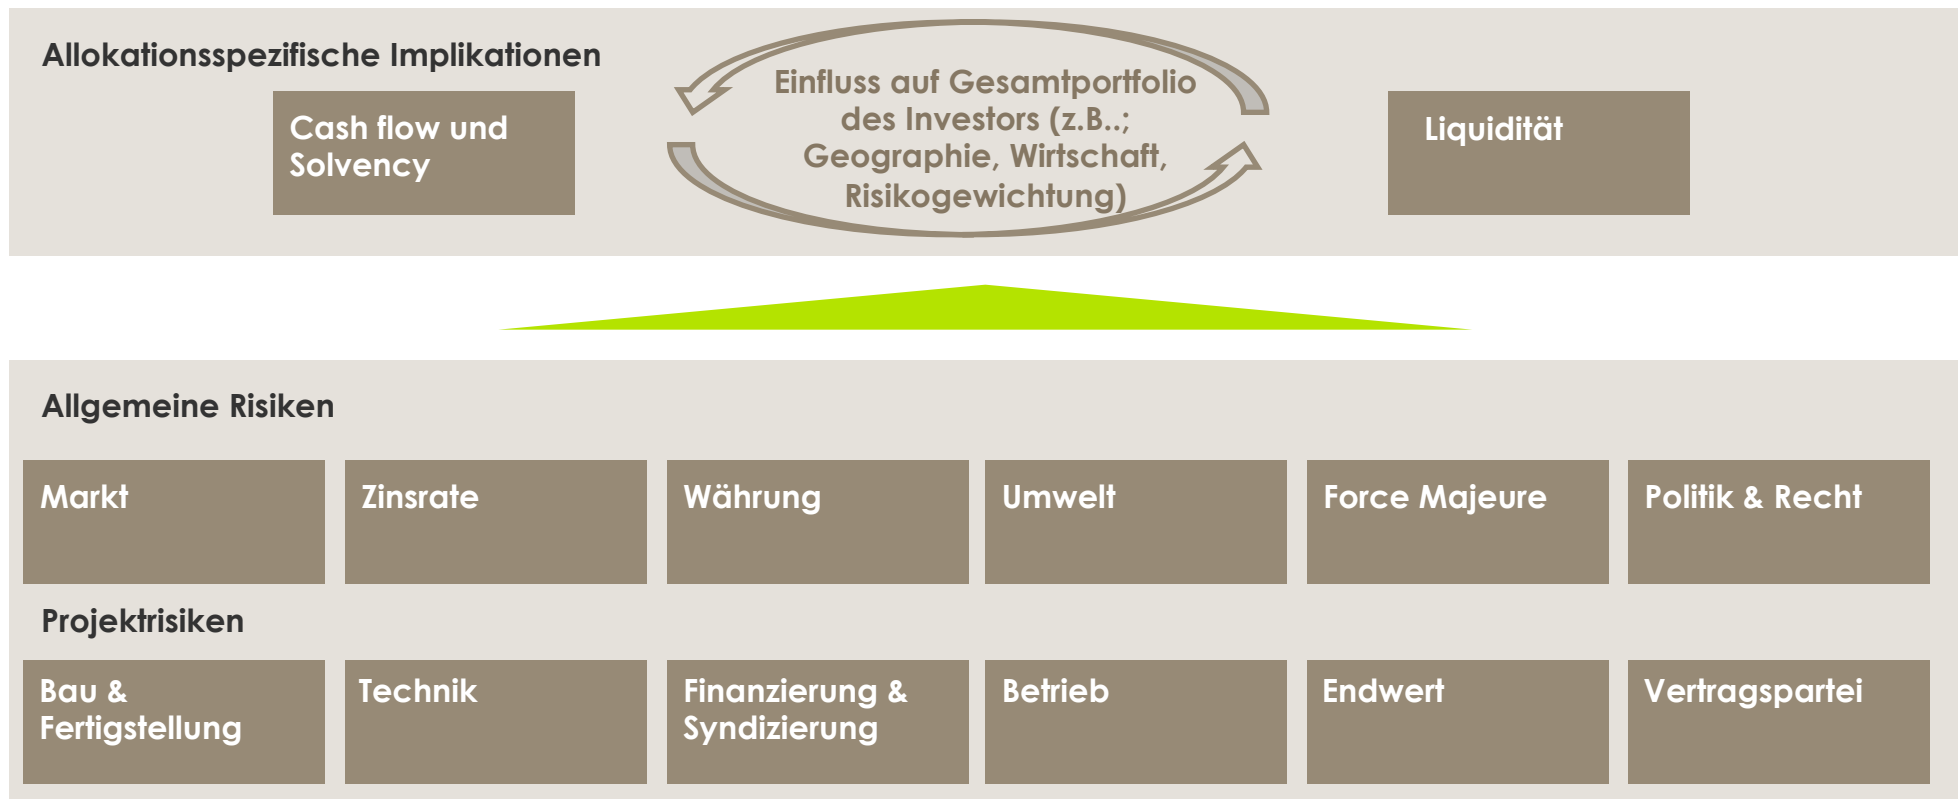 Allokationsspezifische Implikationen
Cash flow und
Solvency
Einfluss auf Gesamtportfolio
des Investors (z.B..;
Geographie, Wirtschaft,
Risikogewichtung)
Liquidität
Allgemeine Risiken
Markt
Zinsrate
Währung
Umwelt
Force Majeure
Politik & Recht
Projektrisiken
Bau &
Fertigstellung
Technik
Finanzierung &
Syndizierung
Betrieb
Endwert
Vertragspartei